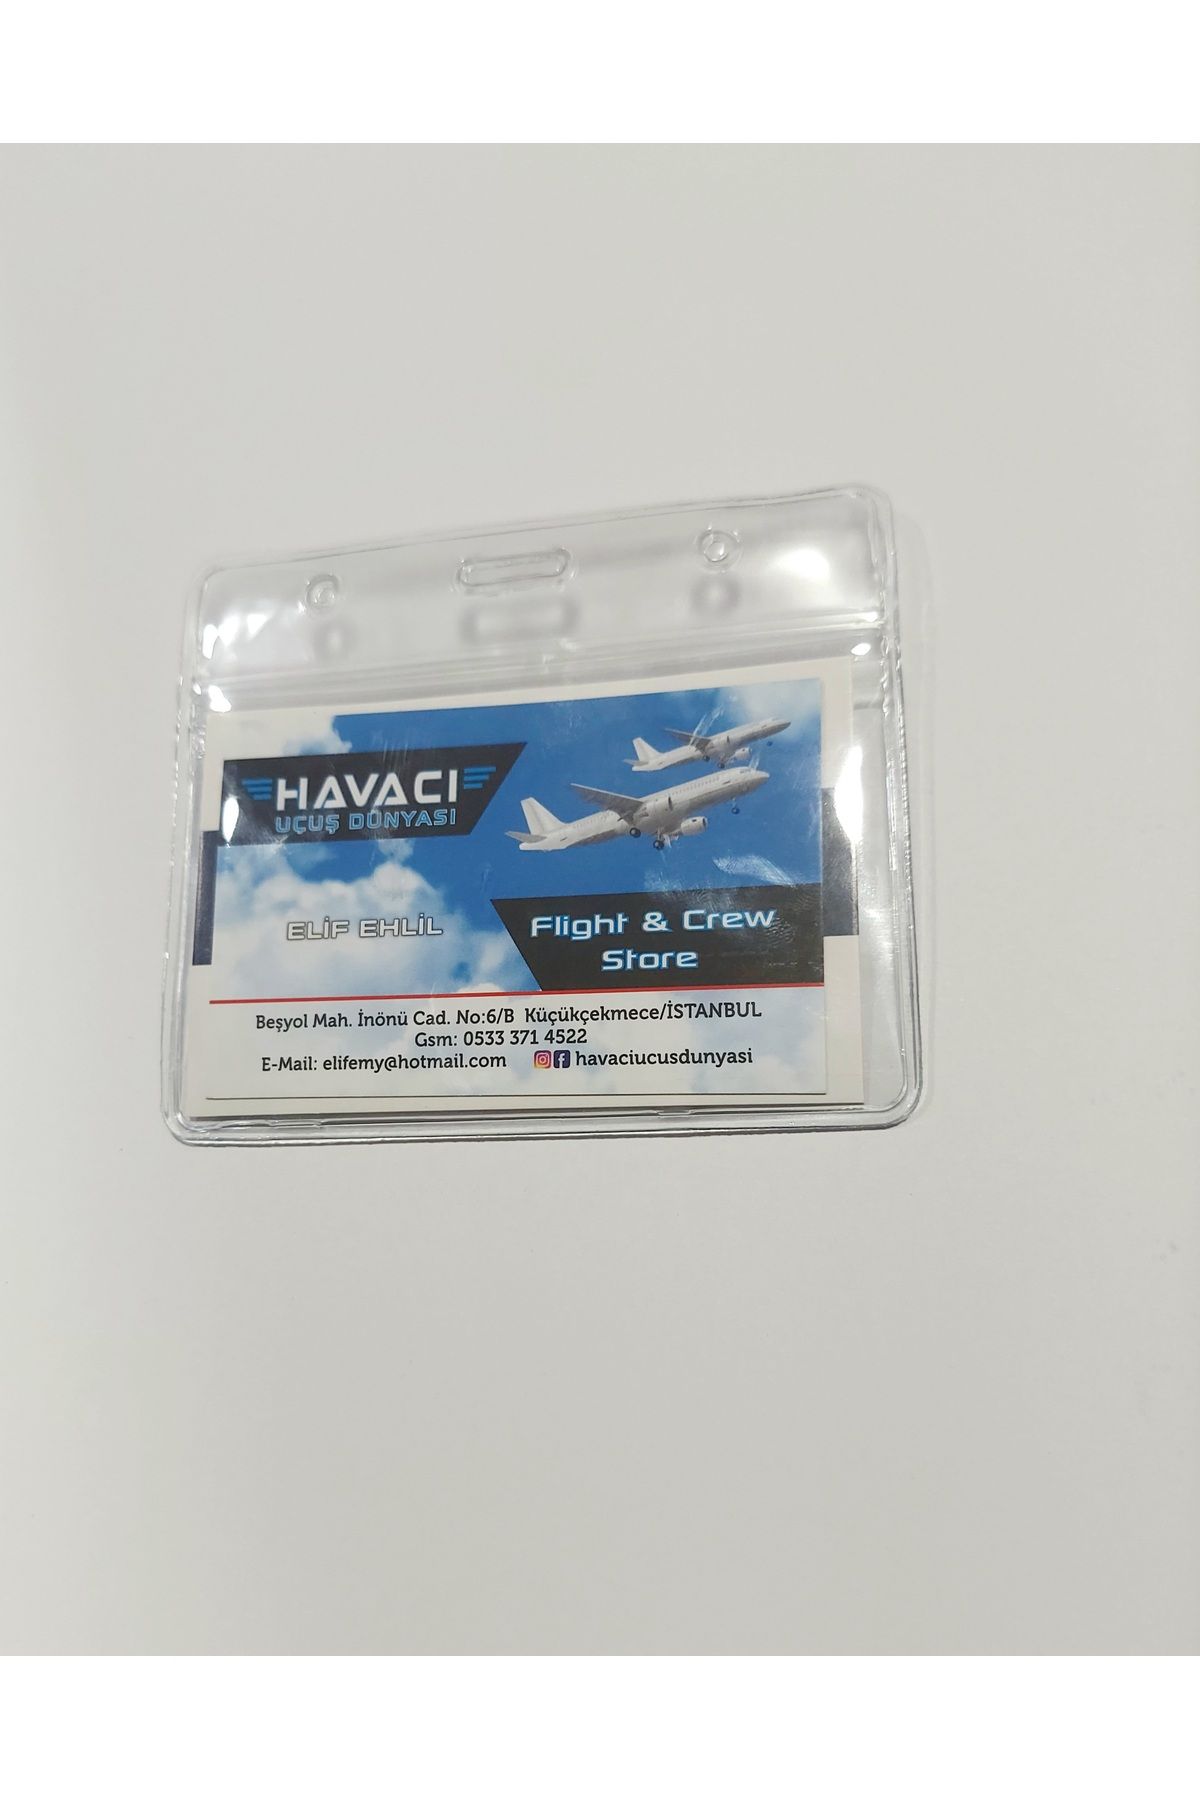 HAVACI
UÇUŞ DÜNYASI
ELİF EHLİL
Flight & Crew
Store
Beşyol Mah. İnönü Cad. No:6/B Küçükçekmece/İSTANBUL
Gsm: 0533 371 4522
E-Mail: elifemy@hotmail.com havaciucusdunyasi